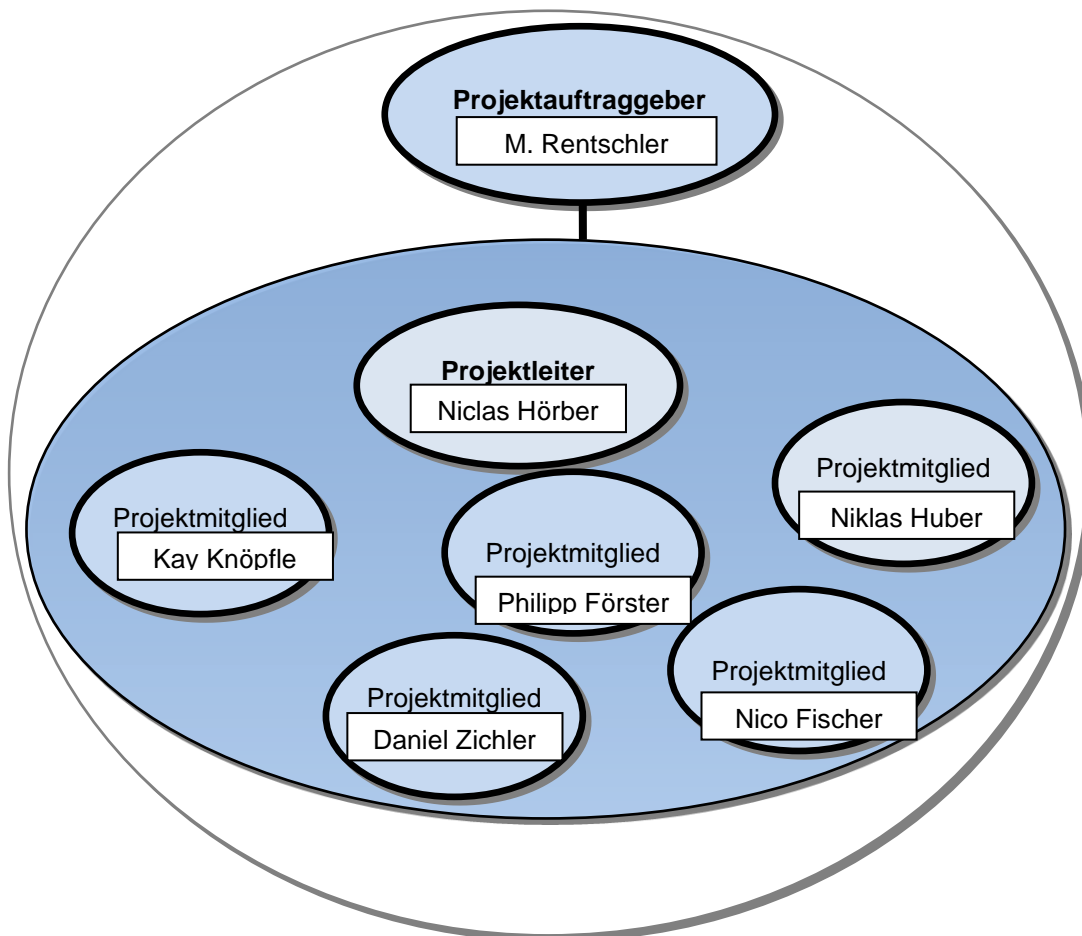 Projektauftraggeber
M. Rentschler
Projektleiter
Niclas Hörber
Projektmitglied
Niklas Huber
Projektmitglied
Kay Knöpfle
Projektmitglied
Philipp Förster
Projektmitglied
Nico Fischer
Projektmitglied
Daniel Zichler